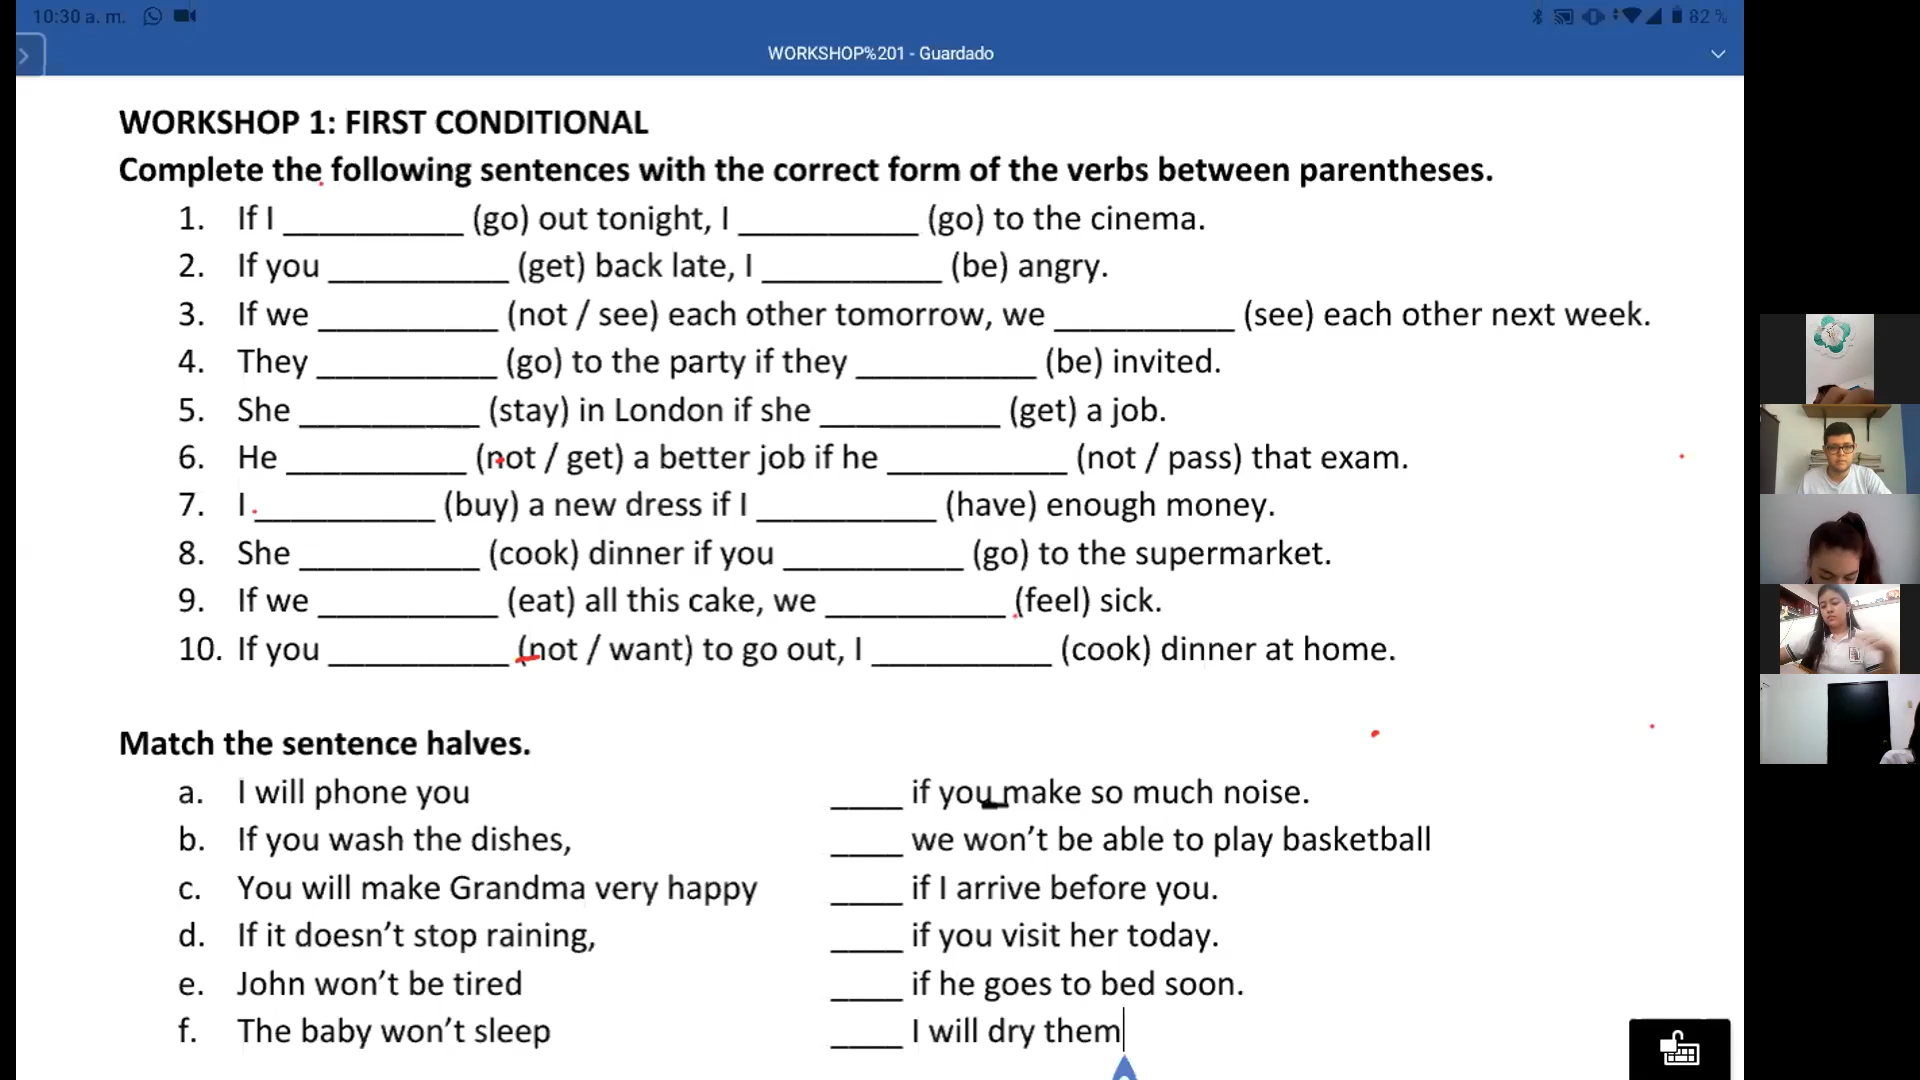 10:30 a. m. 82 %
WORKSHOP%201 - Guardado
WORKSHOP 1: FIRST CONDITIONAL
Complete the following sentences with the correct form of the verbs between parentheses.
1. If I __________ (go) out tonight, I __________ (go) to the cinema.
2. If you __________ (get) back late, I __________ (be) angry.
3. If we __________ (not / see) each other tomorrow, we __________ (see) each other next week.
4. They __________ (go) to the party if they __________ (be) invited.
5. She __________ (stay) in London if she __________ (get) a job.
6. He __________ (not / get) a better job if he __________ (not / pass) that exam.
7. I __________ (buy) a new dress if I __________ (have) enough money.
8. She __________ (cook) dinner if you __________ (go) to the supermarket.
9. If we __________ (eat) all this cake, we __________ (feel) sick.
10. If you __________ (not / want) to go out, I __________ (cook) dinner at home.
Match the sentence halves.
a. I will phone you ____ if you make so much noise.
b. If you wash the dishes, ____ we won’t be able to play basketball
c. You will make Grandma very happy ____ if I arrive before you.
d. If it doesn’t stop raining, ____ if you visit her today.
e. John won’t be tired ____ if he goes to bed soon.
f. The baby won’t sleep ____ I will dry them